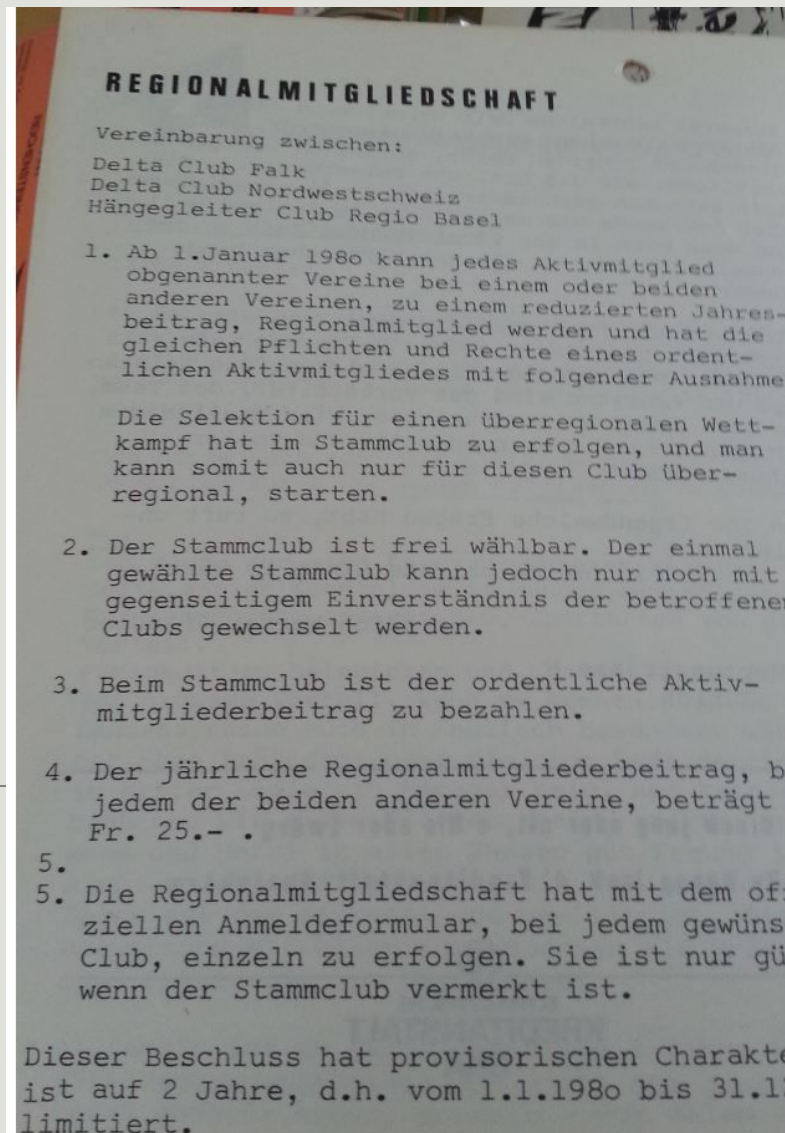 REGIONALMITGLIEDSCHAFT
Vereinbarung zwischen:
Delta Club Falk
Delta Club Nordwestschweiz
Hängegleiter Club Regio Basel
1. Ab 1.Januar 198o kann jedes Aktivmitglied
obgenannter Vereine bei einem oder beiden
anderen Vereinen, zu einem reduzierten Jahres-
beitrag, Regionalmitglied werden und hat die
gleichen Pflichten und Rechte eines ordent-
lichen Aktivmitgliedes mit folgender Ausnahme
Die Selektion für einen überregionalen Wett-
kampf hat im Stammclub zu erfolgen, und man
kann somit auch nur für diesen Club über-
regional, starten.
2. Der Stammclub ist frei wählbar. Der einmal
gewählte Stammclub kann jedoch nur noch mit
gegenseitigem Einverständnis der betroffenen
Clubs gewechselt werden.
3. Beim Stammclub ist der ordentliche Aktiv-
mitgliederbeitrag zu bezahlen.
4. Der jährliche Regionalmitgliederbeitrag, b
jedem der beiden anderen Vereine, beträgt
Fr. 25.- .
5.
5. Die Regionalmitgliedschaft hat mit dem of
ziellen Anmeldeformular, bei jedem gewüns
Club, einzeln zu erfolgen. Sie ist nur gü
wenn der Stammclub vermerkt ist.
Dieser Beschluss hat provisorischen Charakte
ist auf 2 Jahre, d.h. vom 1.1.198o bis 31.1
limitiert.